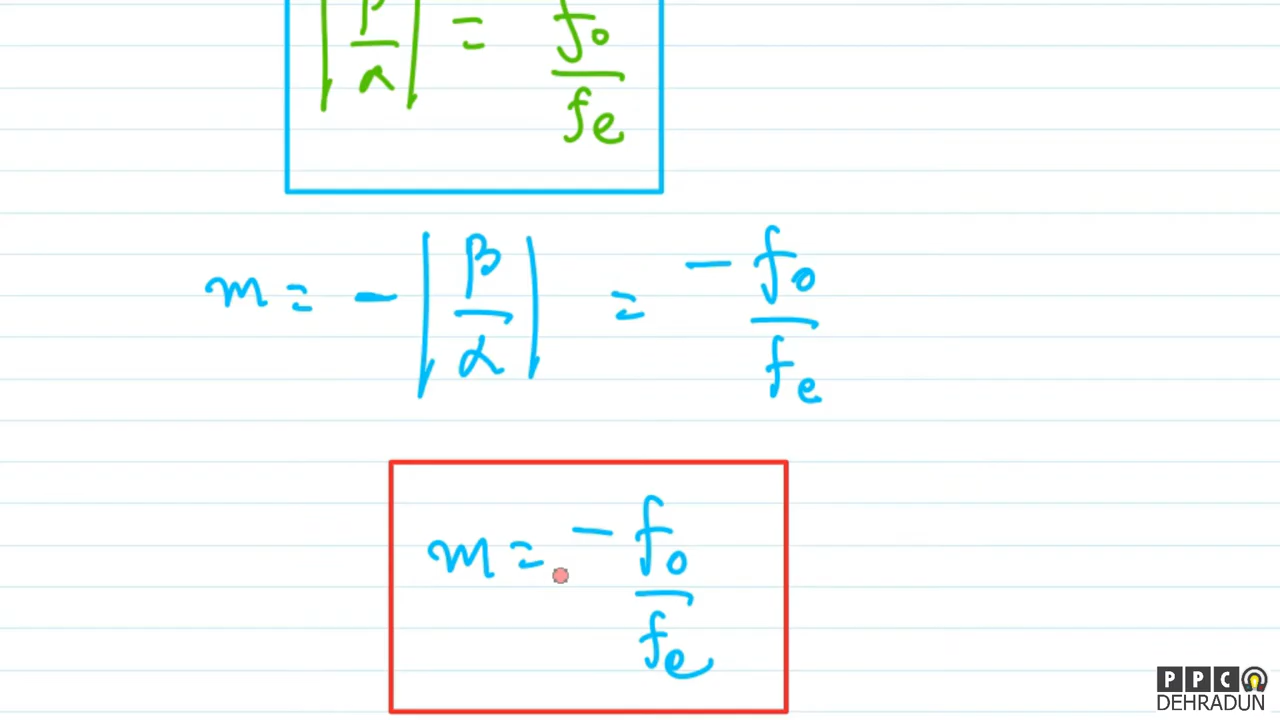 |β/α| = f₀/fₑ
m = -|β/α| = -f₀/fₑ
m = -f₀/fₑ
PPC
DEHRADUN